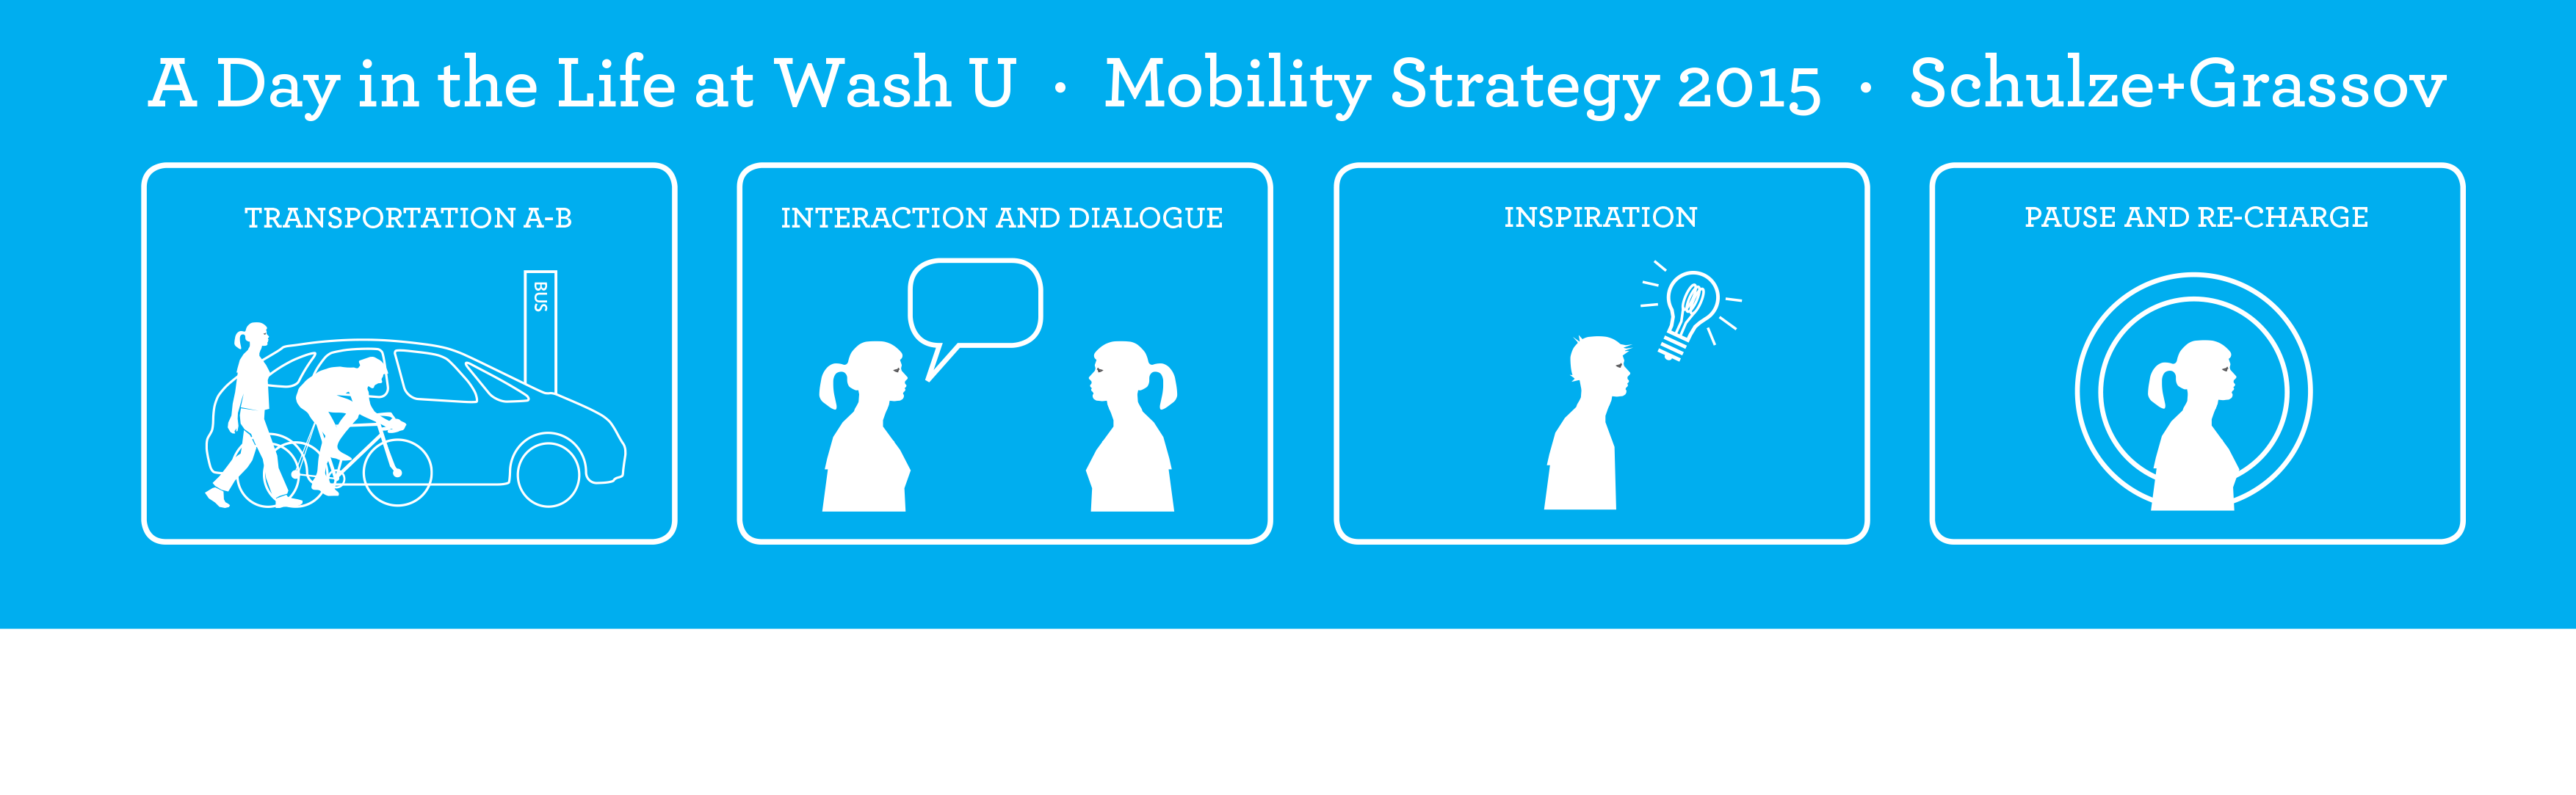 A Day in the Life at Wash U · Mobility Strategy 2015 · Schulze+Grassov
TRANSPORTATION A-B
BUS
INTERACTION AND DIALOGUE
INSPIRATION
PAUSE AND RE-CHARGE